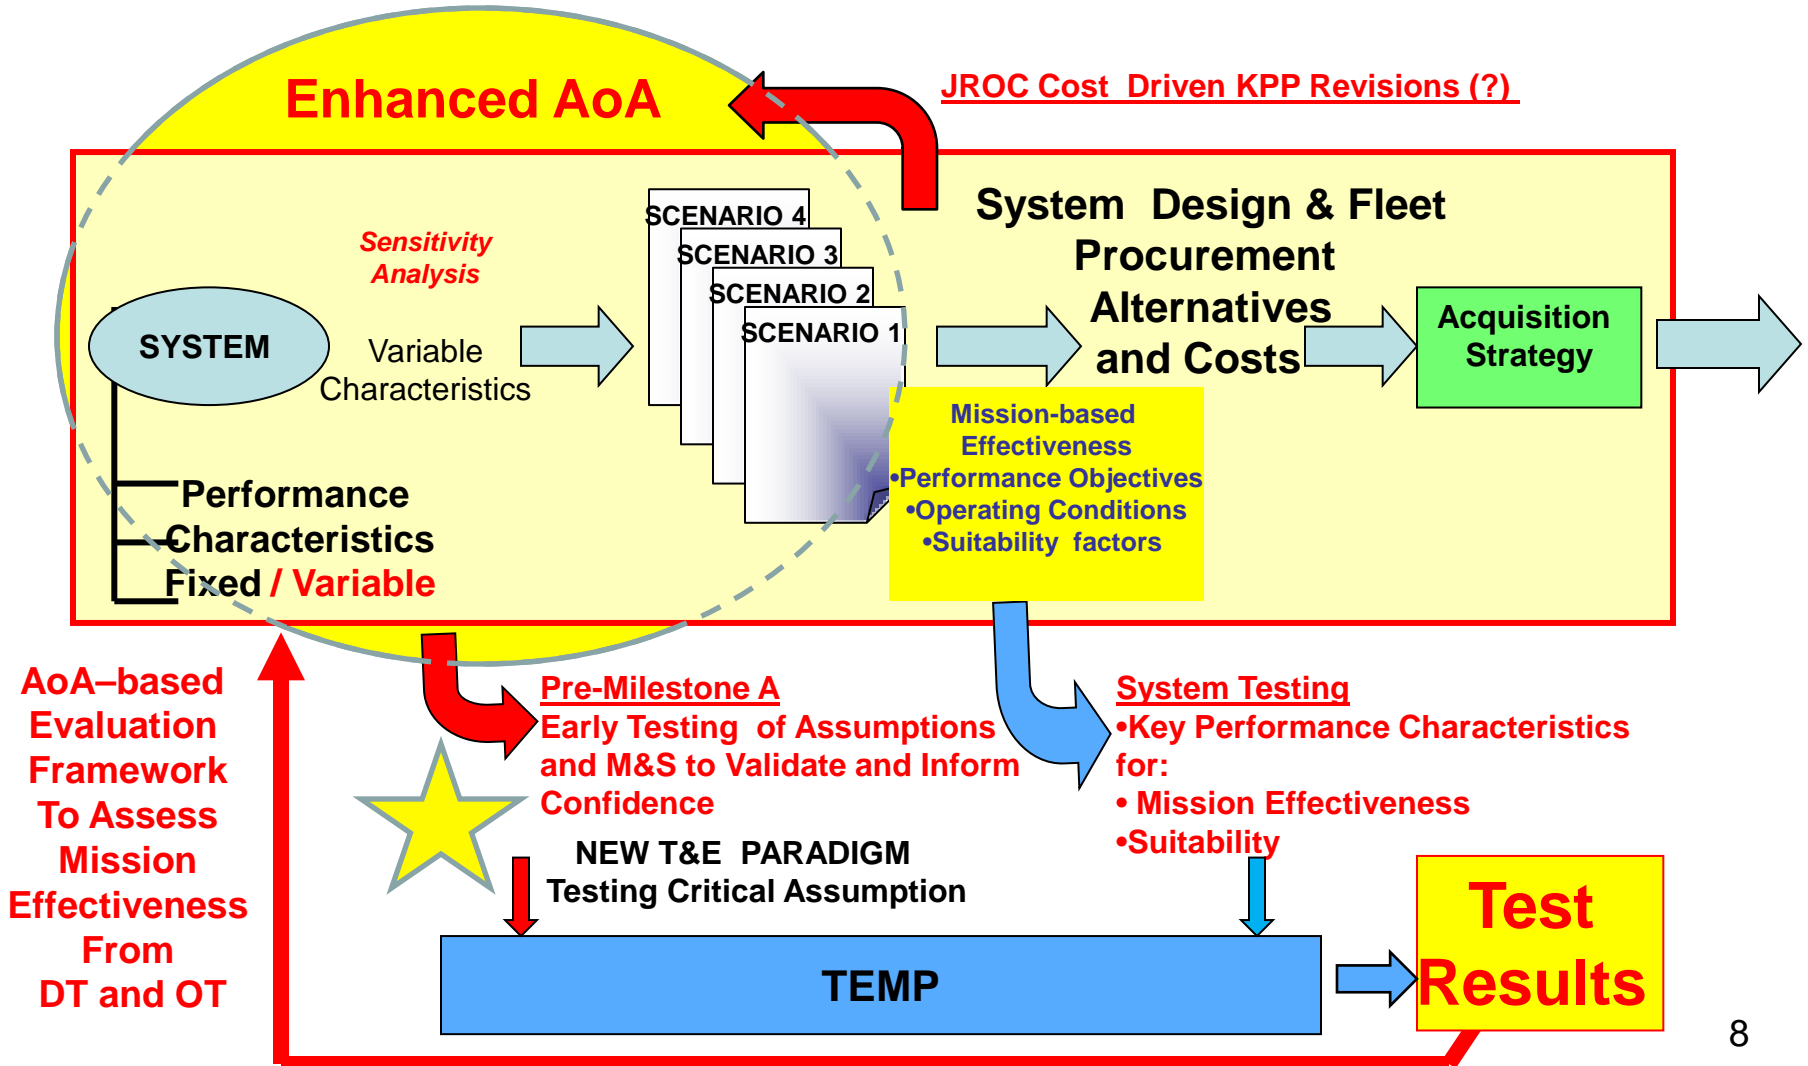 Enhanced AoA
JROC Cost Driven KPP Revisions (?)
Sensitivity
Analysis
SYSTEM
Variable
Characteristics
SCENARIO 4
SCENARIO 3
SCENARIO 2
SCENARIO 1
System Design & Fleet
Procurement
Alternatives
and Costs
Acquisition
Strategy
Performance
Characteristics
Fixed / Variable
Mission-based
Effectiveness
•Performance Objectives
•Operating Conditions
•Suitability factors
AoA–based
Evaluation
Framework
To Assess
Mission
Effectiveness
From
DT and OT
Pre-Milestone A
Early Testing of Assumptions
and M&S to Validate and Inform
Confidence
System Testing
•Key Performance Characteristics
for:
• Mission Effectiveness
•Suitability
NEW T&E PARADIGM
Testing Critical Assumption
TEMP
Test
Results
8